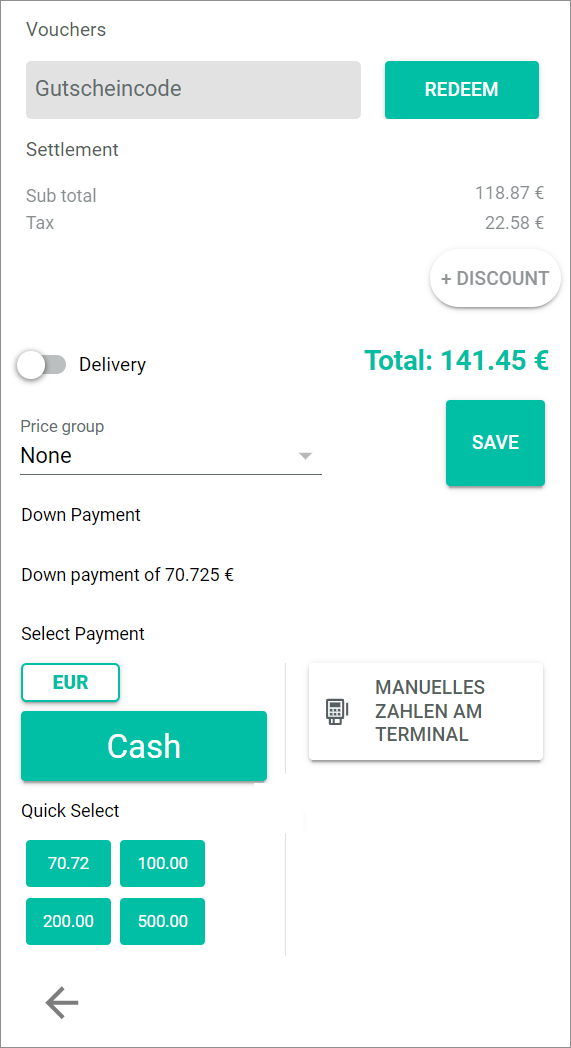 Vouchers
Gutscheincode
REDEEM
Settlement
Sub total 118.87 €
Tax 22.58 €
+ DISCOUNT
Delivery
Total: 141.45 €
Price group
None
SAVE
Down Payment
Down payment of 70.725 €
Select Payment
EUR
Cash
MANUELLES
ZAHLEN AM
TERMINAL
Quick Select
70.72 100.00
200.00 500.00